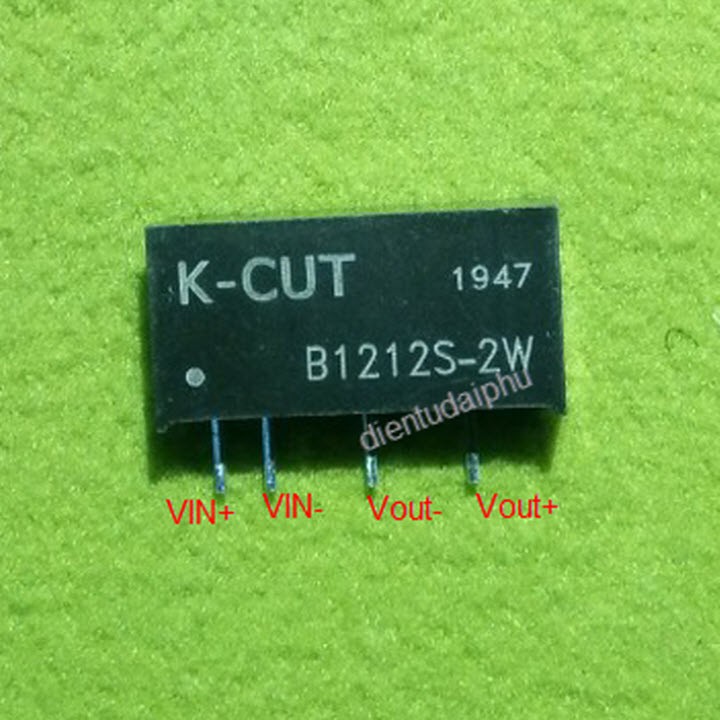 K-CUT 1947
B1212S-2W
dientudaiphu
VIN+ VIN- Vout- Vout+